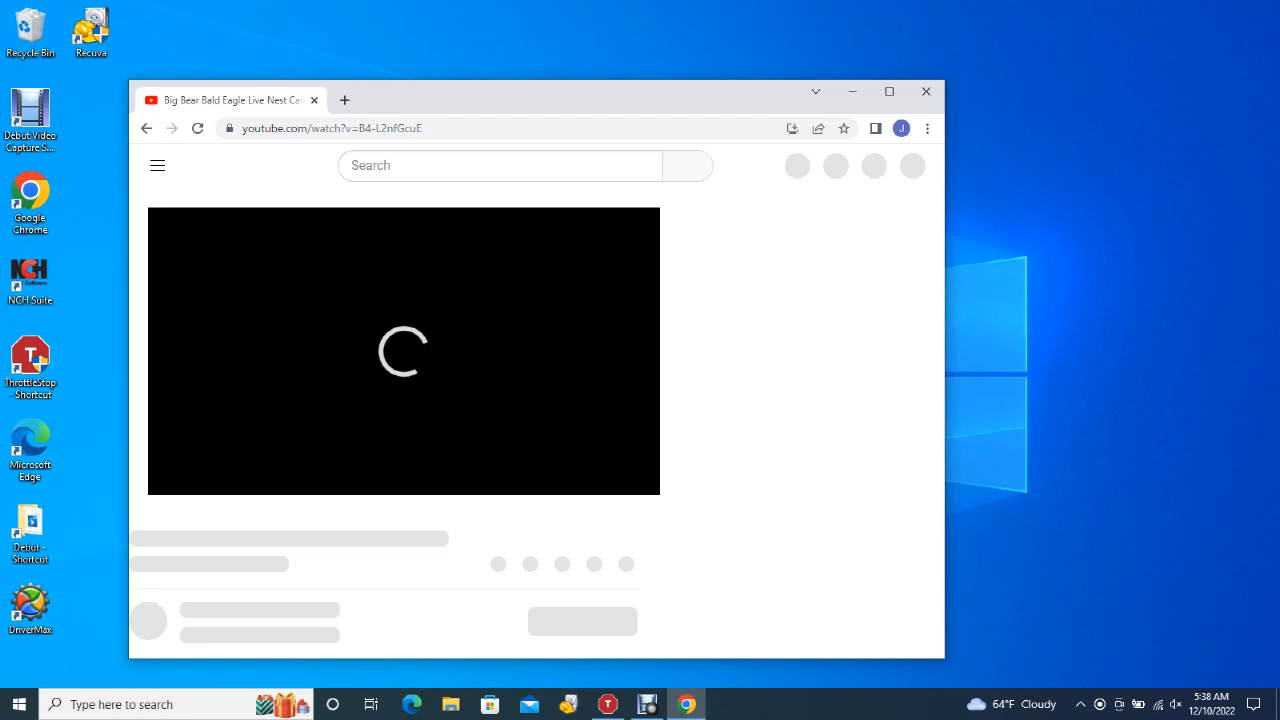 Recycle Bin
Recuva
Debut Video
Capture S...
Google
Chrome
NCH Software
NCH Suite
T
ThrottleStop
- Shortcut
Microsoft
Edge
Debut -
Shortcut
DriverMax
Big Bear Bald Eagle Live Nest Car
youtube.com/watch?v=B4-L2nfGcuE
J
Search
Type here to search
T
64°F Cloudy
5:38 AM
12/10/2022